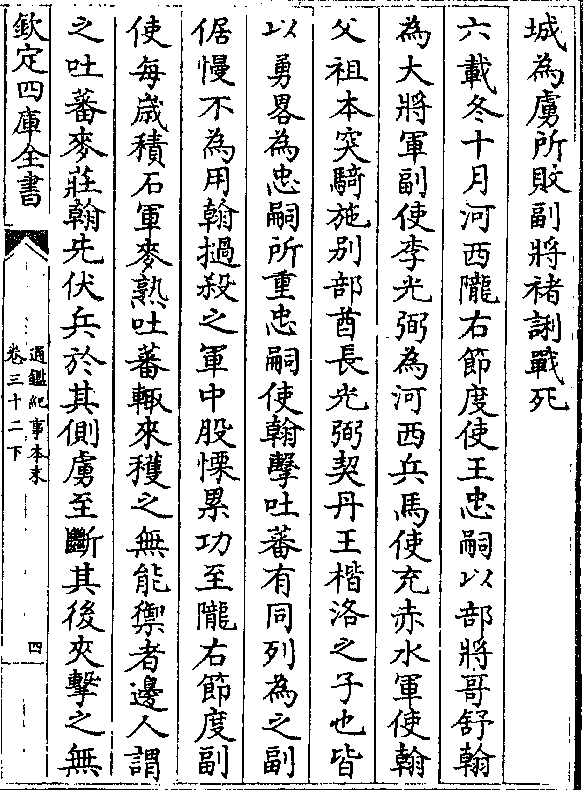 城為虜所敗副將褚誗戰死
六載冬十月河西隴右節度使王忠嗣以部將哥舒翰
為大將軍副使李光弼為河西兵馬使充赤水軍使翰
父祖本突騎施别部酋長光弼契丹王楷洛之子也皆
以勇畧為忠嗣所重忠嗣使翰擊吐蕃有同列為之副
倨慢不為用翰撾殺之軍中股慄累功至隴右節度副
使每歲積石軍麥熟吐蕃輙來穫之無能禦者邊人謂
之吐蕃麥莊翰先伏兵於其側虜至斷其後夾擊之無
欽定四庫全書
通鑑紀事本末
卷三十二下
四